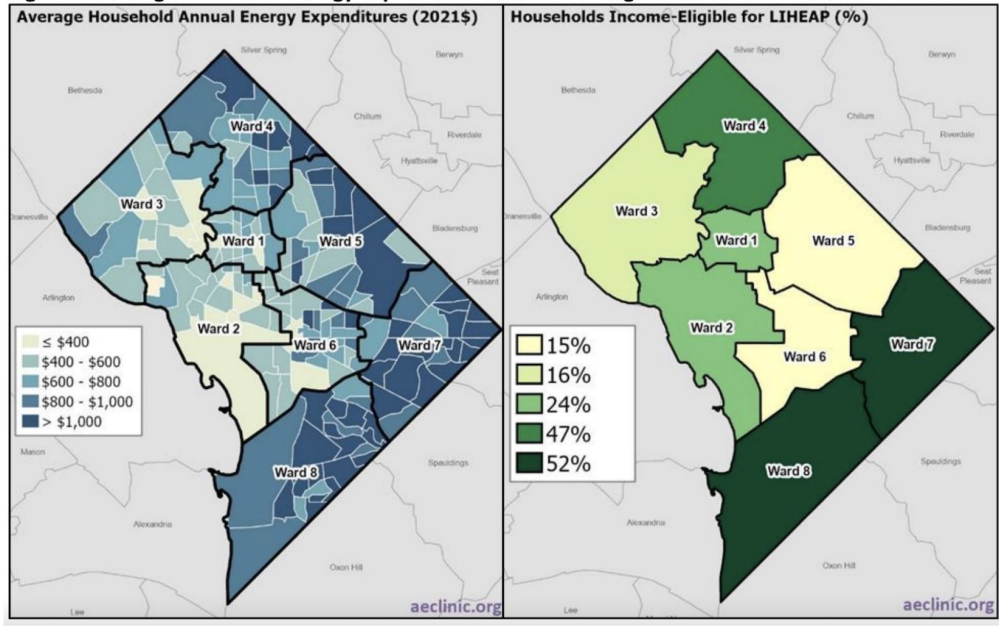 Average Household Annual Energy Expenditures (2021$)
Silver Spring
Berwyn
Bethesda
Chillum
Ward 4
Riverdale
Hyattsville
Ward 3
Ward 1
Ward 5
Bladensburg
Seat
Pleasant
Arlington
Ward 2
Ward 6
Ward 7
≤ $400
$400 - $600
$600 - $800
$800 - $1,000
> $1,000
Mason
Ward 8
Spauldings
Alexandria
Oxon Hill
Lee
aeclinic.org
Households Income-Eligible for LIHEAP (%)
Silver Spring
Berwyn
Bethesda
Chillum
Ward 4
Riverdale
Hyattsville
Ward 3
Ward 1
Ward 5
Bladensburg
Seat
Pleasant
Arlington
Ward 2
Ward 6
Ward 7
15%
16%
24%
47%
52%
Ward 8
Spauldings
Alexandria
Oxon Hill
Lee
aeclinic.org